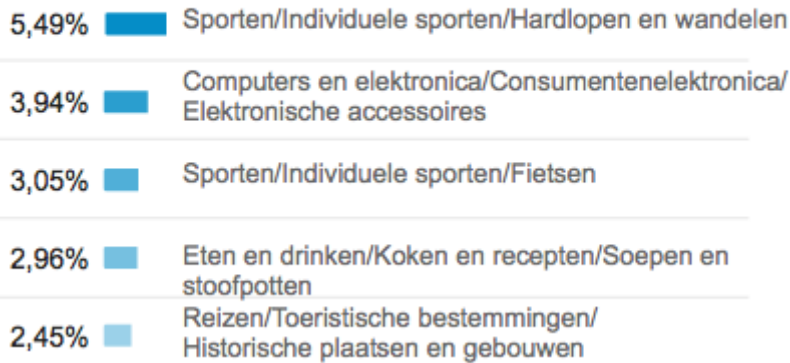 5,49% Sporten/Individuele sporten/Hardlopen en wandelen
3,94% Computers en elektronica/Consumentenelektronica/
Elektronische accessoires
3,05% Sporten/Individuele sporten/Fietsen
2,96% Eten en drinken/Koken en recepten/Soepen en
stoofpotten
2,45% Reizen/Toeristische bestemmingen/
Historische plaatsen en gebouwen